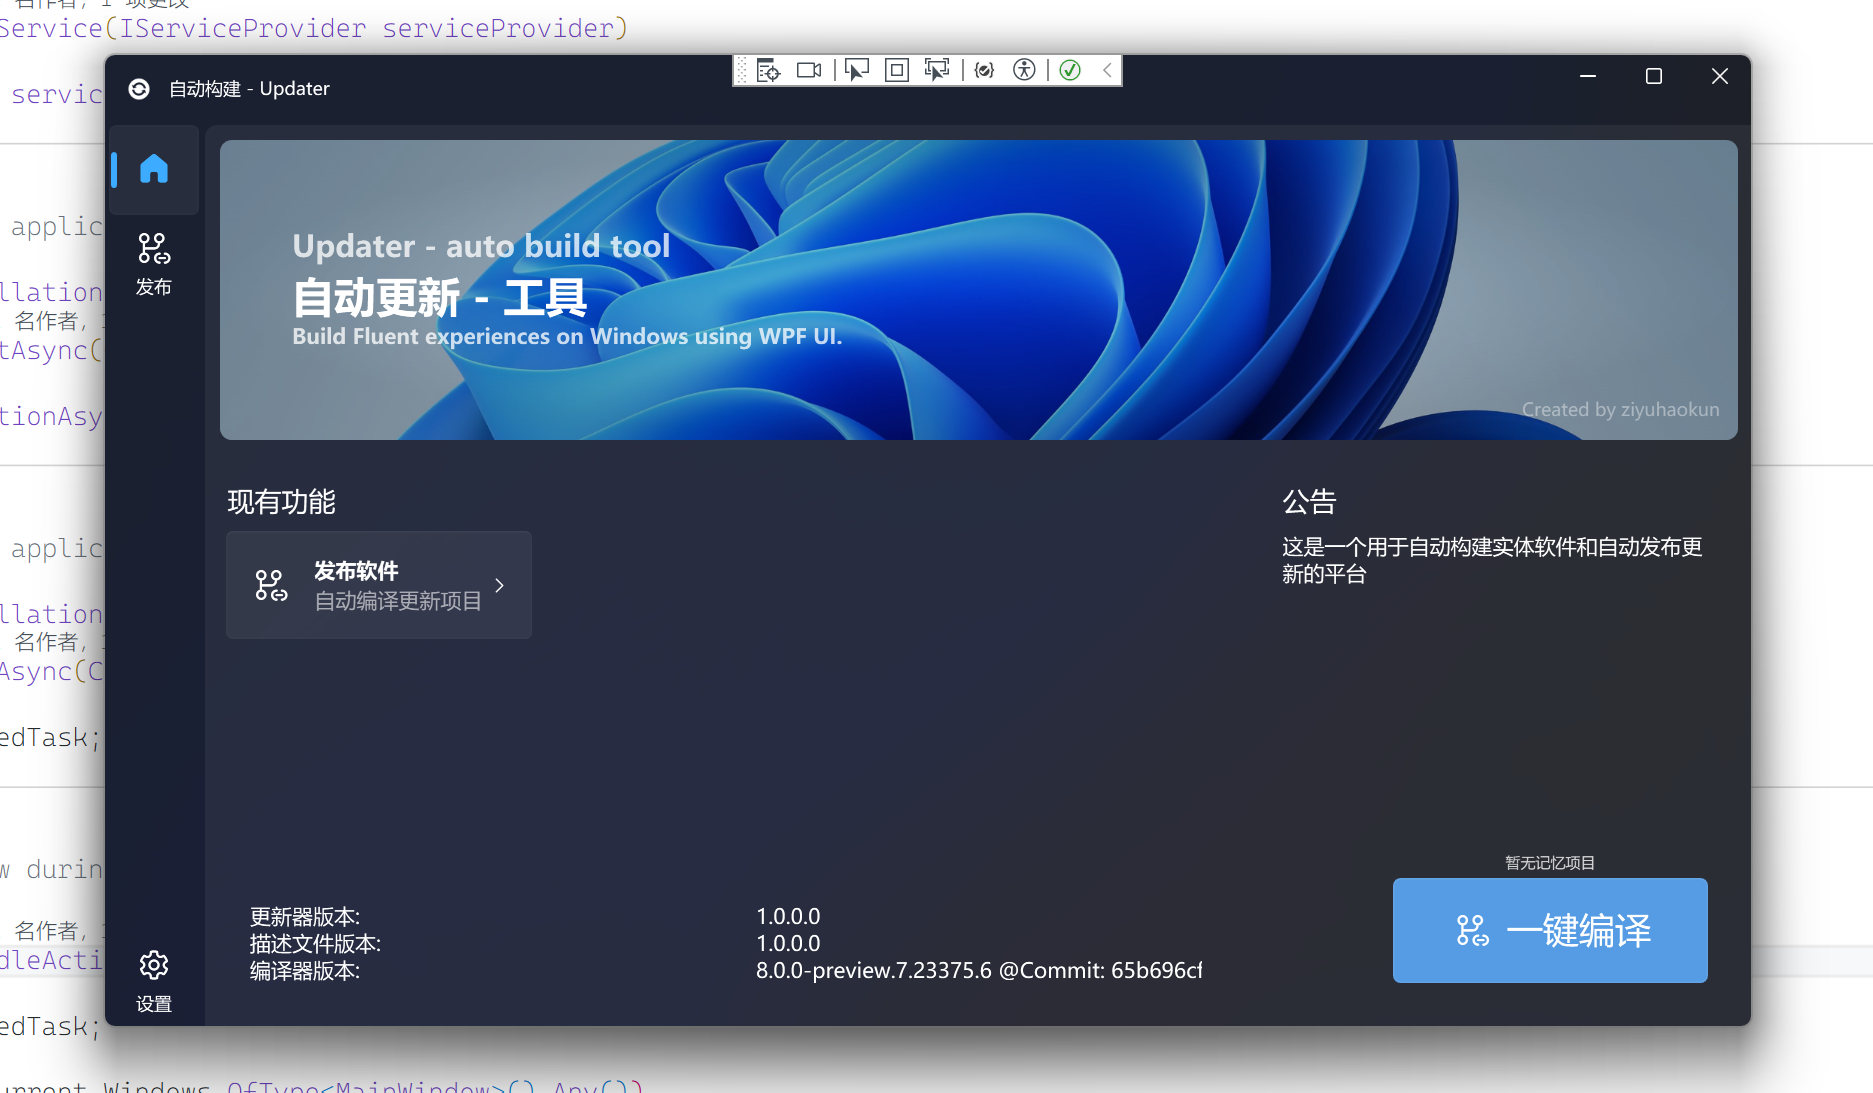 Service(IServiceProvider serviceProvider)
自动构建 - Updater
servic
applic
llation
名作者,
tAsync(
tionAsy
applic
llation
名作者,
Async(C
edTask;
w durin
名作者,
dleActi
edTask;
发布
设置
Updater - auto build tool
自动更新 - 工具
Build Fluent experiences on Windows using WPF UI.
Created by ziyuhaokun
现有功能
发布软件
自动编译更新项目
公告
这是一个用于自动构建实体软件和自动发布更
新的平台
更新器版本: 1.0.0.0
描述文件版本: 1.0.0.0
编译器版本: 8.0.0-preview.7.23375.6 @Commit: 65b696cf
暂无记忆项目
一键编译
urrent.Windows.OfType<MainWindow>().Any())